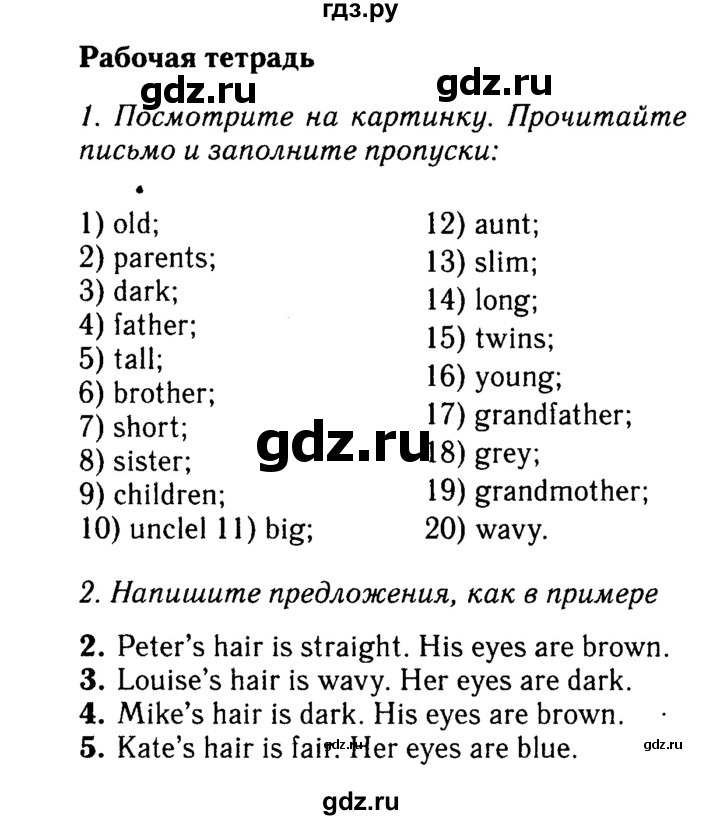 гдз.ру
Рабочая тетрадь
gdz.ru gdz.ru
1. Посмотрите на картинку. Прочитайте
письмо и заполните пропуски:
1) old;
2) parents;
3) dark;
4) father;
5) tall;
6) brother;
7) short;
8) sister;
9) children;
10) unclel 11) big;
12) aunt;
13) slim;
14) long;
15) twins;
16) young;
17) grandfather;
18) grey;
19) grandmother;
20) wavy.
gdz.ru
2. Напишите предложения, как в примере
2. Peter's hair is straight. His eyes are brown.
3. Louise's hair is wavy. Her eyes are dark.
4. Mike's hair is dark. His eyes are brown.
5. Kate's hair is fair. Her eyes are blue.
gdz.ru gdz.ru gdz.ru
gdz.ru